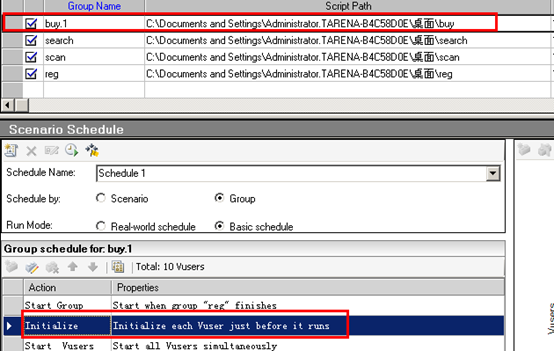 Group Name Script Path
buy.1 C:\Documents and Settings\Administrator.TARENA-B4C58D0E\桌面\buy
search C:\Documents and Settings\Administrator.TARENA-B4C58D0E\桌面\search
scan C:\Documents and Settings\Administrator.TARENA-B4C58D0E\桌面\scan
reg C:\Documents and Settings\Administrator.TARENA-B4C58D0E\桌面\reg
Scenario Schedule
Schedule Name: Schedule 1
Schedule by: Scenario Group
Run Mode: Real-world schedule Basic schedule
Group schedule for: buy.1
Total: 10 Vusers
Action Properties
Start Group Start when group "reg" finishes
Initialize Initialize each Vuser just before it runs
Start Vusers Start all Vusers simultaneously
Vusers